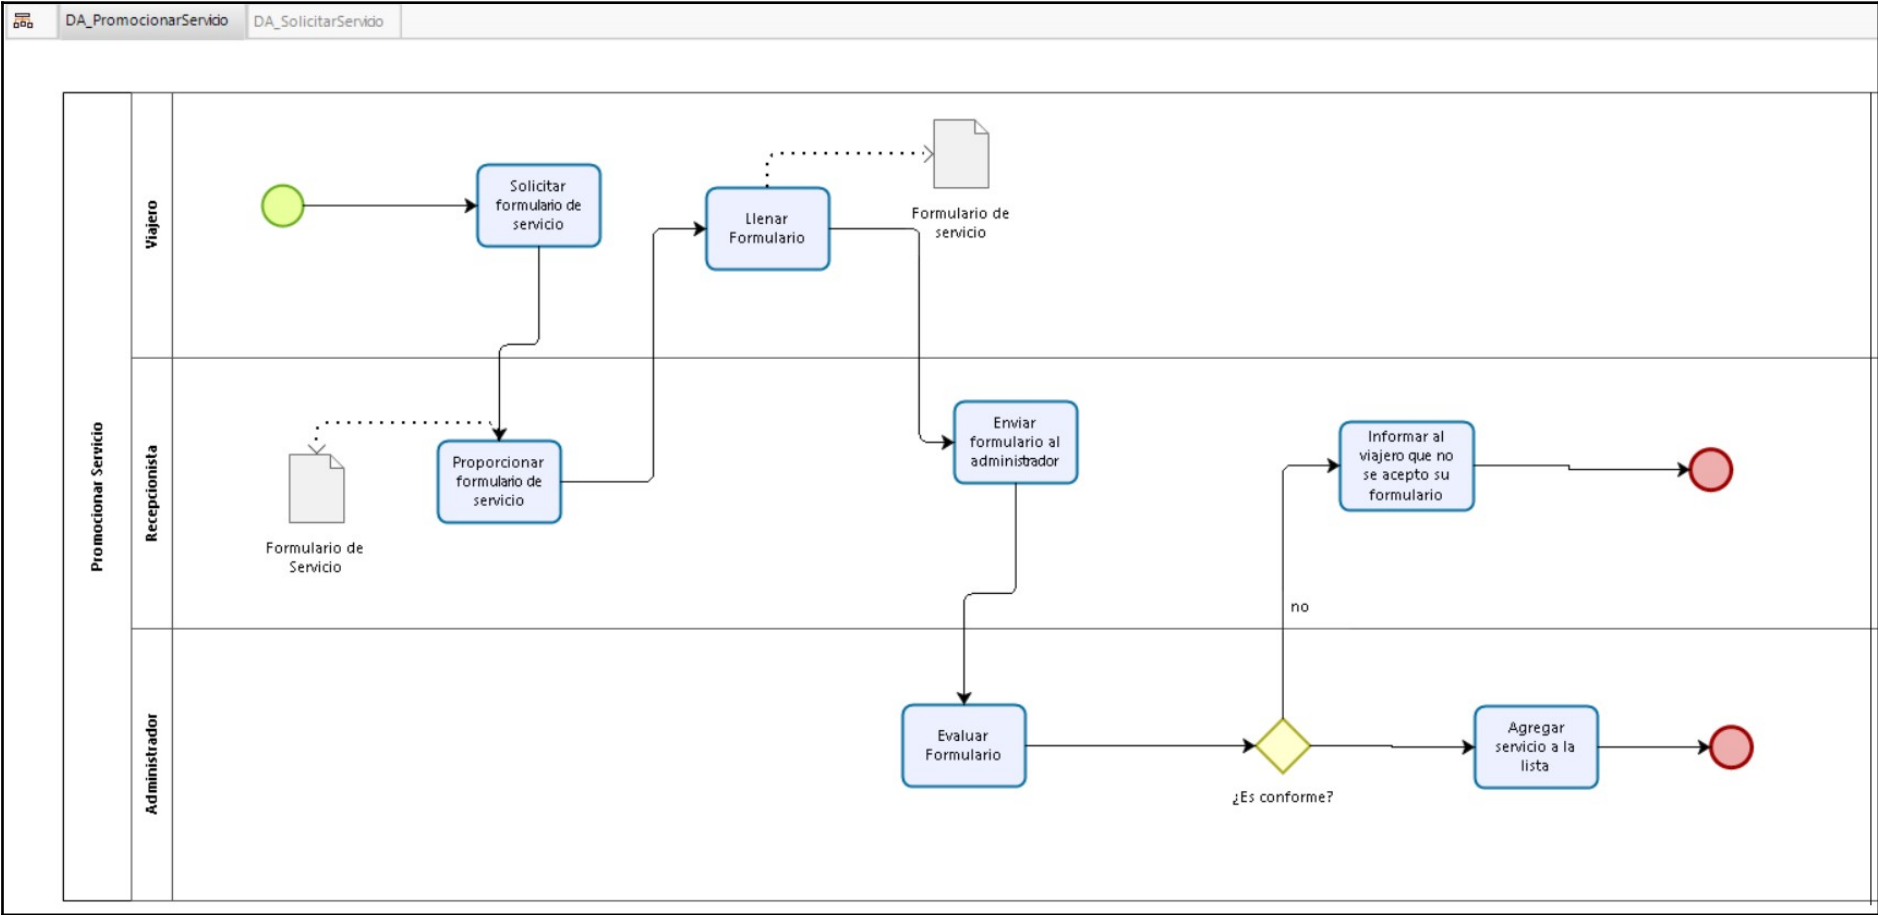 DA_PromocionarServicio
DA_SolicitarServicio
Promocionar Servicio
Viajero
Solicitar
formulario de
servicio
Llenar
Formulario
Formulario de
servicio
Recepcionista
Formulario de
Servicio
Proporcionar
formulario de
servicio
Enviar
formulario al
administrador
Informar al
viajero que no
se acepto su
formulario
no
Administrador
Evaluar
Formulario
¿Es conforme?
Agregar
servicio a la
lista